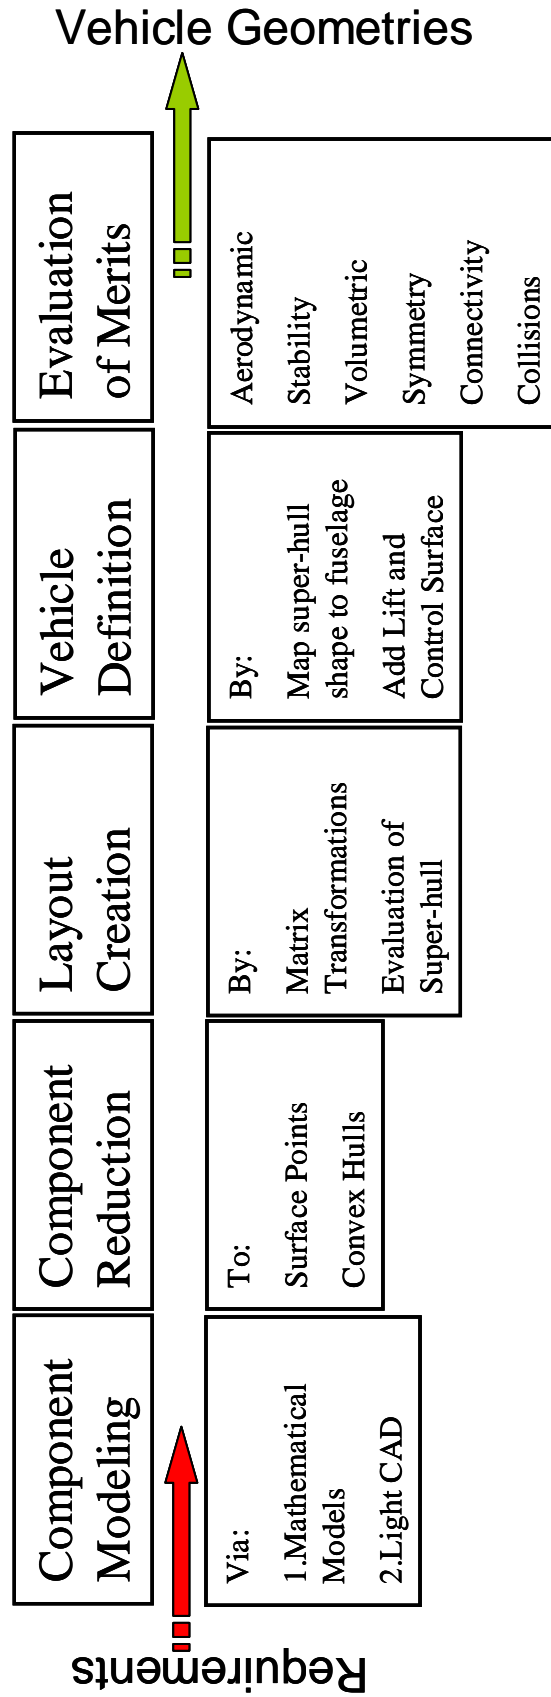 Requirements
Component
Modeling
Via:
1.Mathematical
Models
2.Light CAD
Component
Reduction
To:
Surface Points
Convex Hulls
Layout
Creation
By:
Matrix
Transformations
Evaluation of
Super-hull
Vehicle
Definition
By:
Map super-hull
shape to fuselage
Add Lift and
Control Surface
Evaluation
of Merits
Aerodynamic
Stability
Volumetric
Symmetry
Connectivity
Collisions
Vehicle Geometries